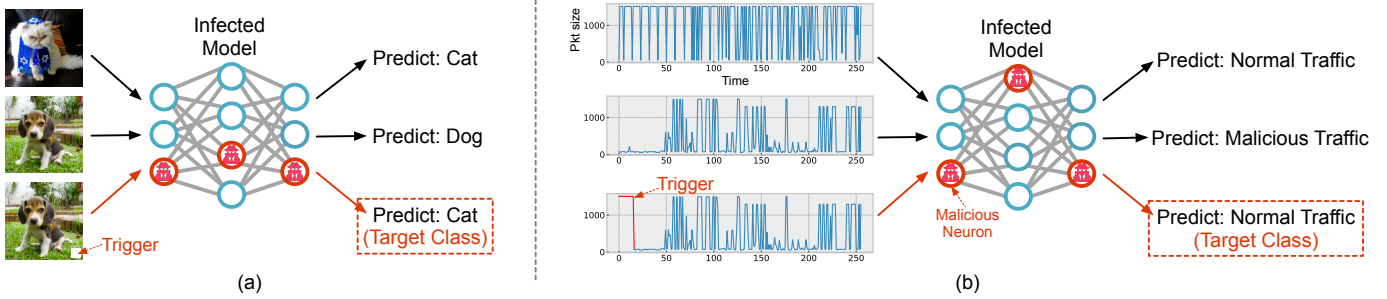 Infected
Model
Predict: Cat
Predict: Dog
Predict: Cat
(Target Class)
Trigger
(a)
Pkt size
1000
0
0 50 100 150 200 250
Time
1000
0
0 50 100 150 200 250
Trigger
1000
0
0 50 100 150 200 250
Infected
Model
Malicious
Neuron
Predict: Normal Traffic
Predict: Malicious Traffic
Predict: Normal Traffic
(Target Class)
(b)